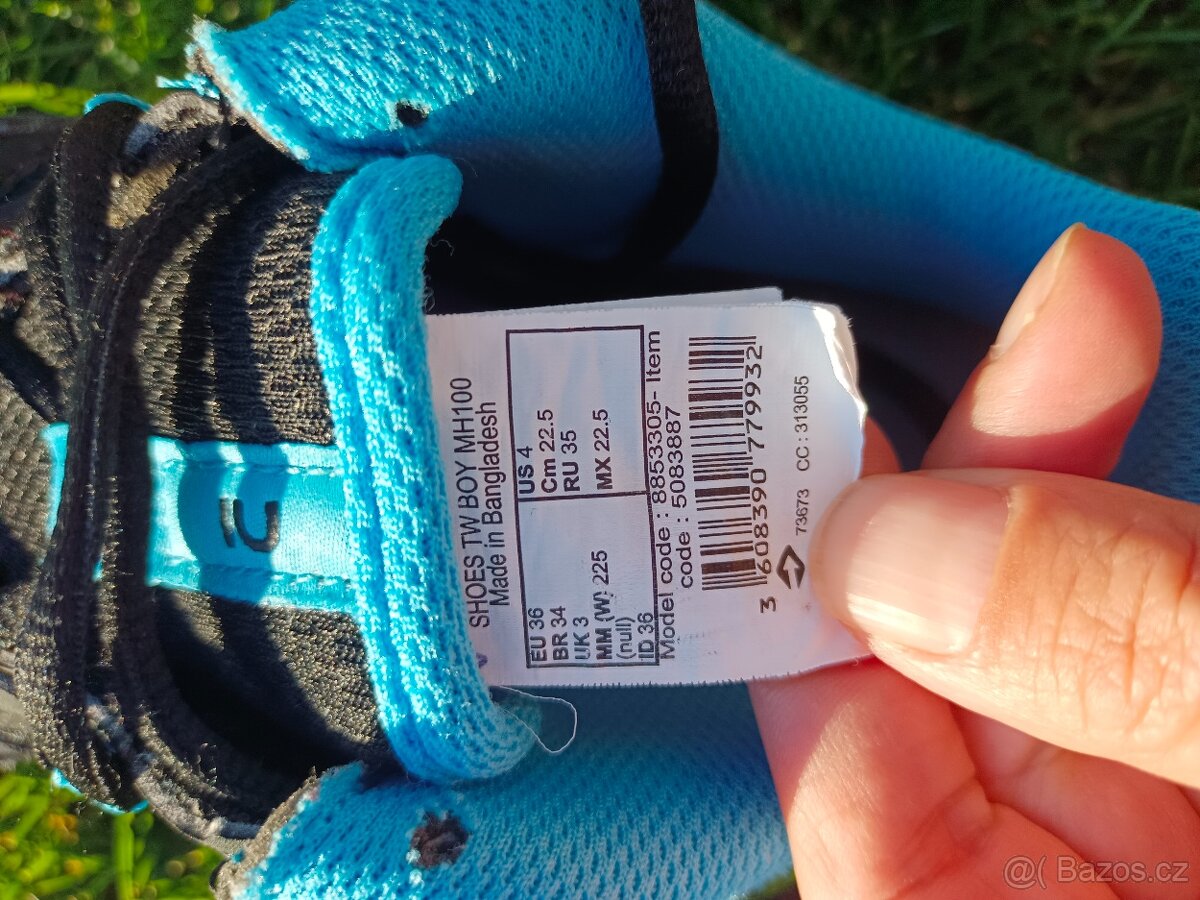 SHOES TW BOY MH100
Made in Bangladesh
EU 36 US 4
BR 34 Cm 22.5
UK 3 RU 35
MM (W) 225 MX 22.5
(null)
ID 36
Model code : 8853305- Item
code : 5083887
3 608390 779932
73673 CC : 313055
@( Bazos.cz